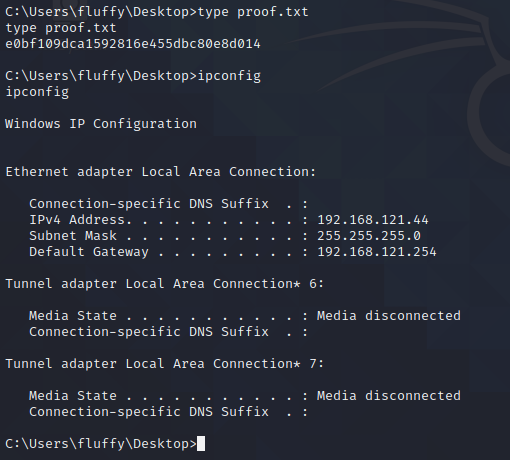 C:\Users\fluffy\Desktop>type proof.txt
type proof.txt
e0bf109dca1592816e455dbc80e8d014
C:\Users\fluffy\Desktop>ipconfig
ipconfig
Windows IP Configuration
Ethernet adapter Local Area Connection:
   Connection-specific DNS Suffix  . :
   IPv4 Address. . . . . . . . . . . : 192.168.121.44
   Subnet Mask . . . . . . . . . . . : 255.255.255.0
   Default Gateway . . . . . . . . . : 192.168.121.254
Tunnel adapter Local Area Connection* 6:
   Media State . . . . . . . . . . . : Media disconnected
   Connection-specific DNS Suffix  . :
Tunnel adapter Local Area Connection* 7:
   Media State . . . . . . . . . . . : Media disconnected
   Connection-specific DNS Suffix  . :
C:\Users\fluffy\Desktop>